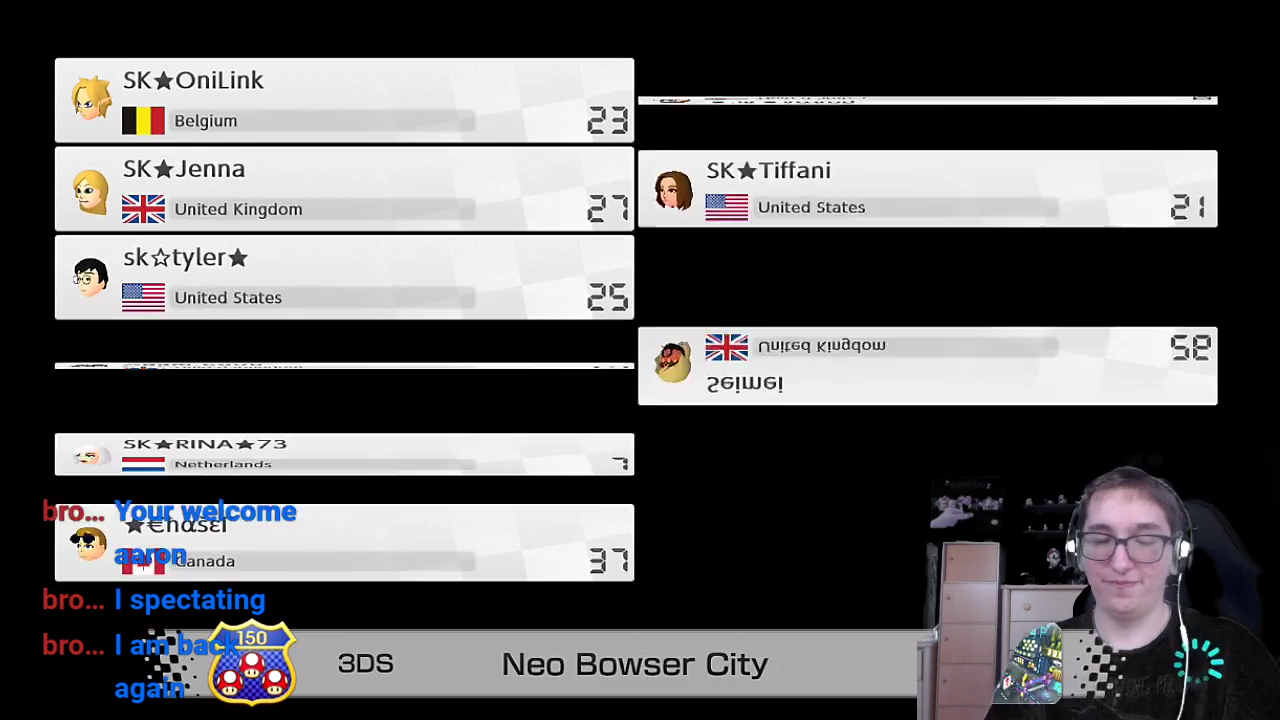 SK★OniLink
Belgium
23
SK★Jenna
United Kingdom
27
SK★Tiffani
United States
21
sk☆tyler★
United States
25
Seimei
United Kingdom
SK★RINA★73
Netherlands
★€hαsεl
Canada
37
bro... Your welcome
aaron
bro... I spectating
bro... I am back
again
150
3DS
Neo Bowser City